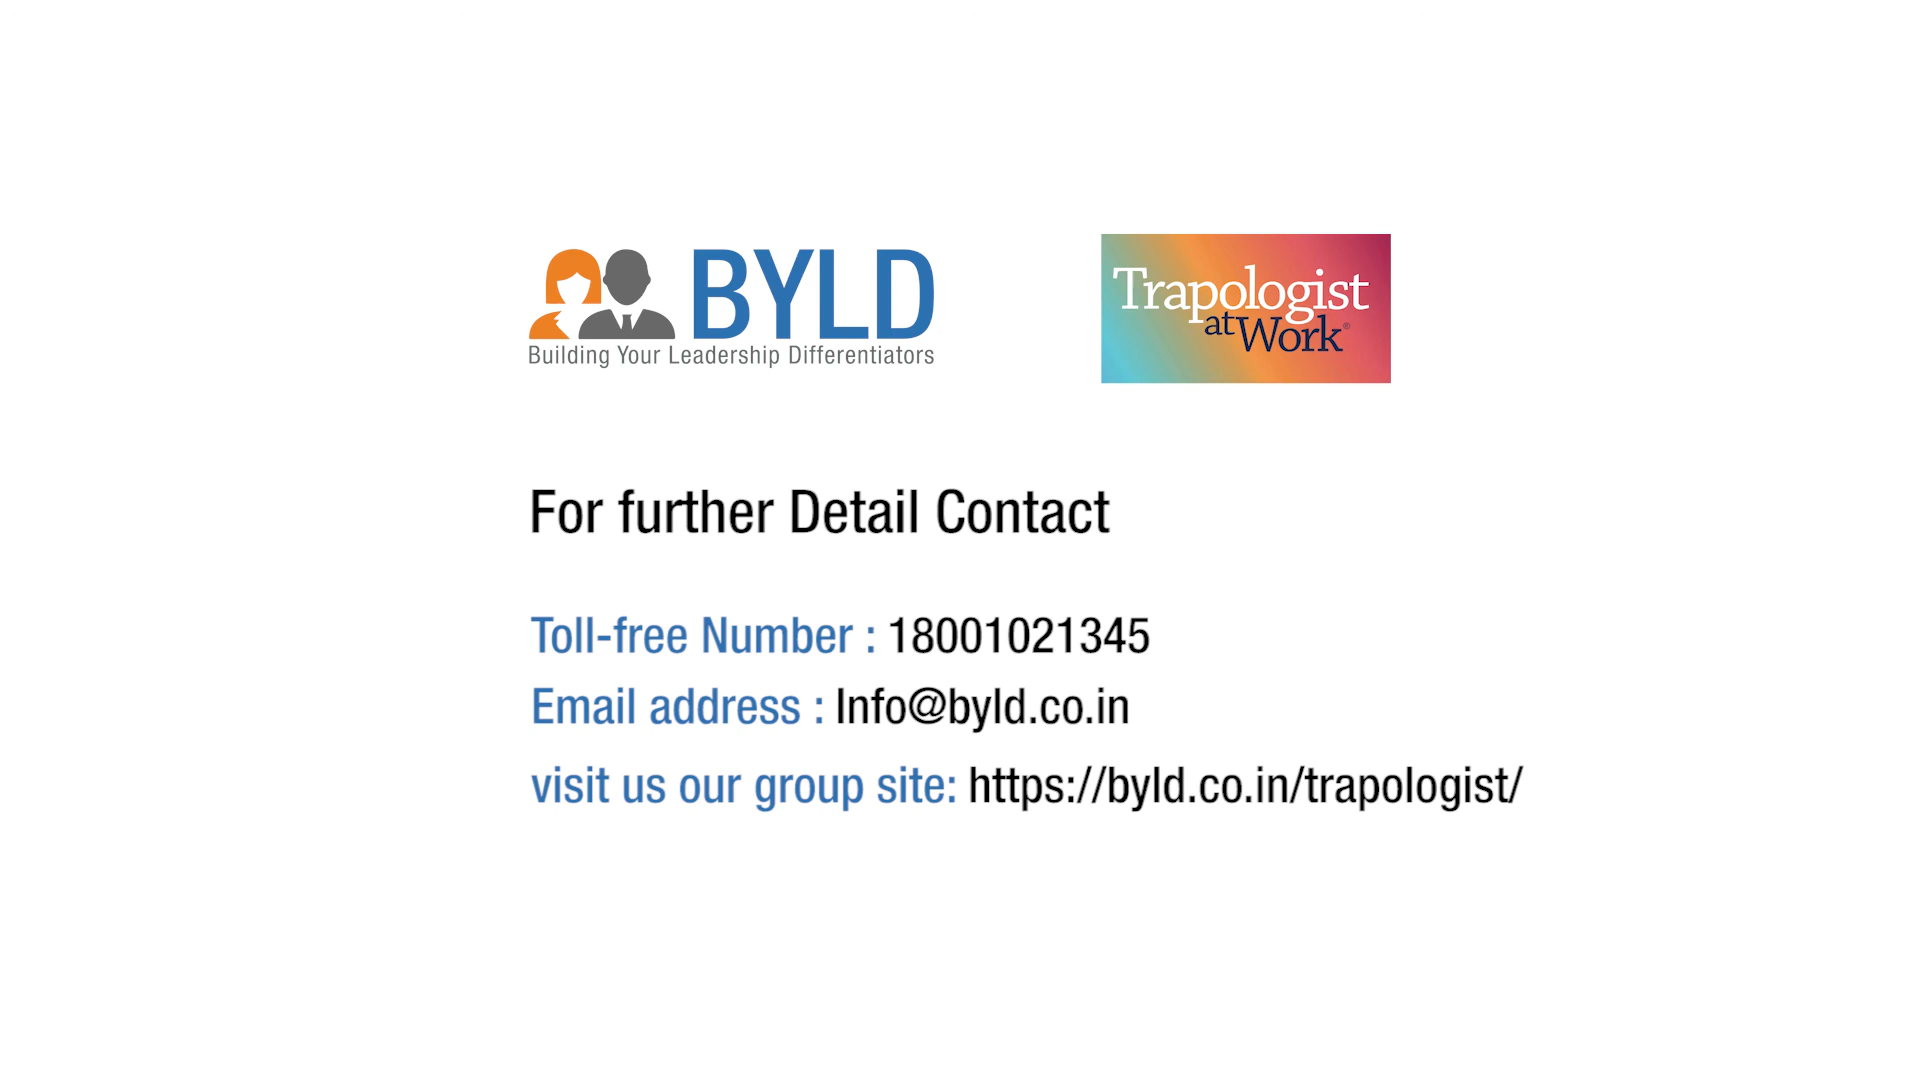 BYLD
Building Your Leadership Differentiators
Trapologist
at Work®
For further Detail Contact
Toll-free Number : 18001021345
Email address : Info@byld.co.in
visit us our group site: https://byld.co.in/trapologist/